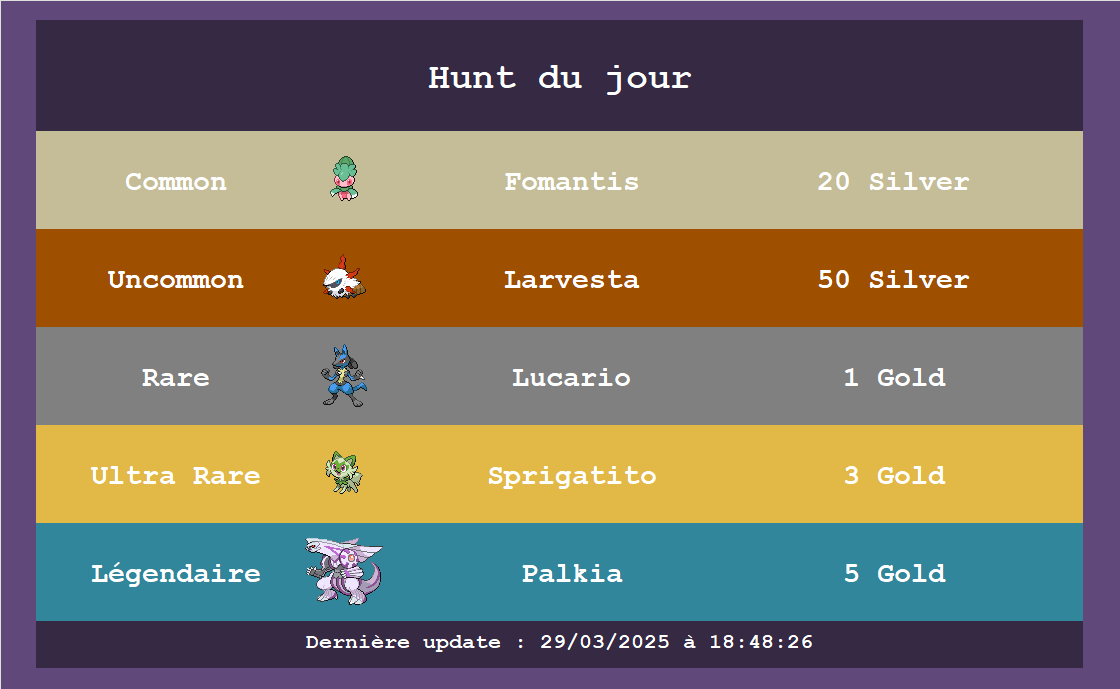 Hunt du jour
Common Fomantis 20 Silver
Uncommon Larvesta 50 Silver
Rare Lucario 1 Gold
Ultra Rare Sprigatito 3 Gold
Légendaire Palkia 5 Gold
Dernière update : 29/03/2025 à 18:48:26